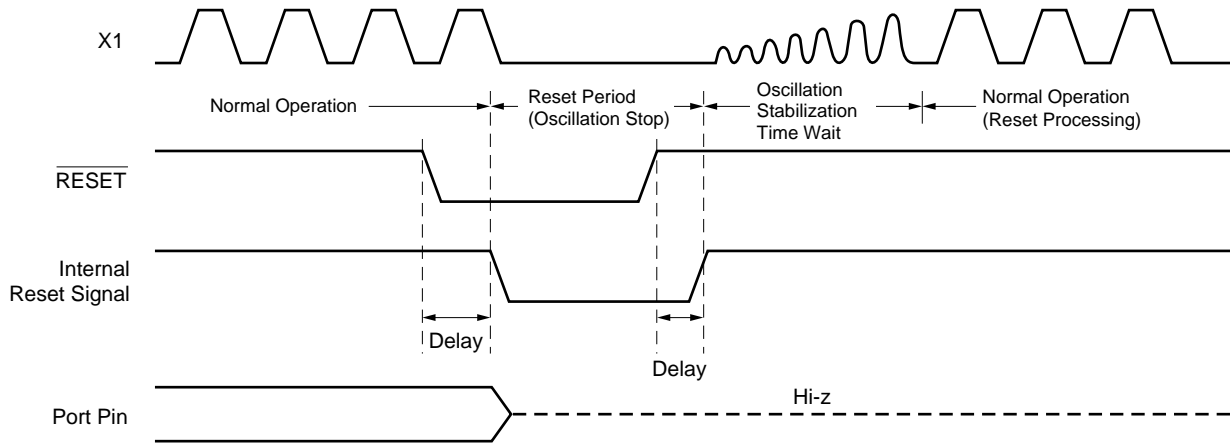 X1
Normal Operation
Reset Period
(Oscillation Stop)
Oscillation
Stabilization
Time Wait
Normal Operation
(Reset Processing)
RESET
Internal
Reset Signal
Delay
Delay
Port Pin
Hi-z